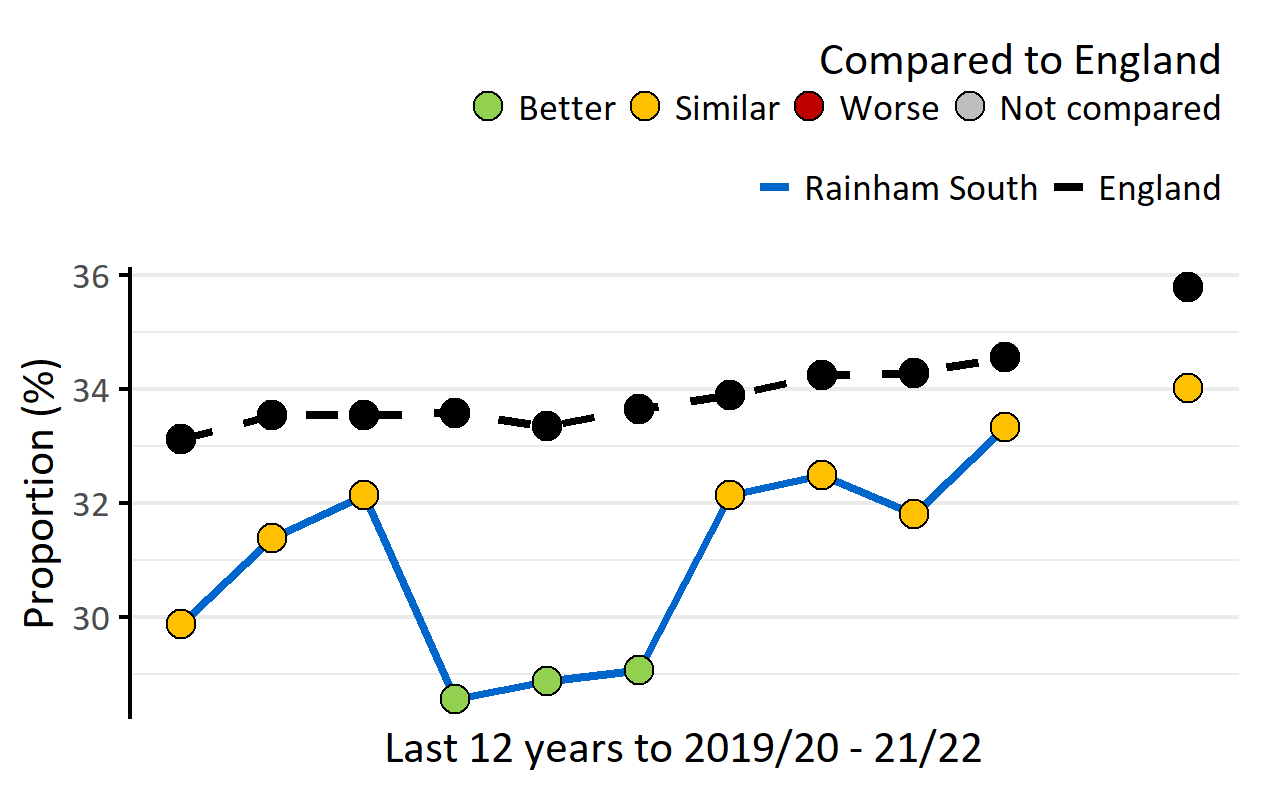 Compared to England
Better Similar Worse Not compared
Rainham South England
36
34
32
30
Proportion (%)
Last 12 years to 2019/20 - 21/22